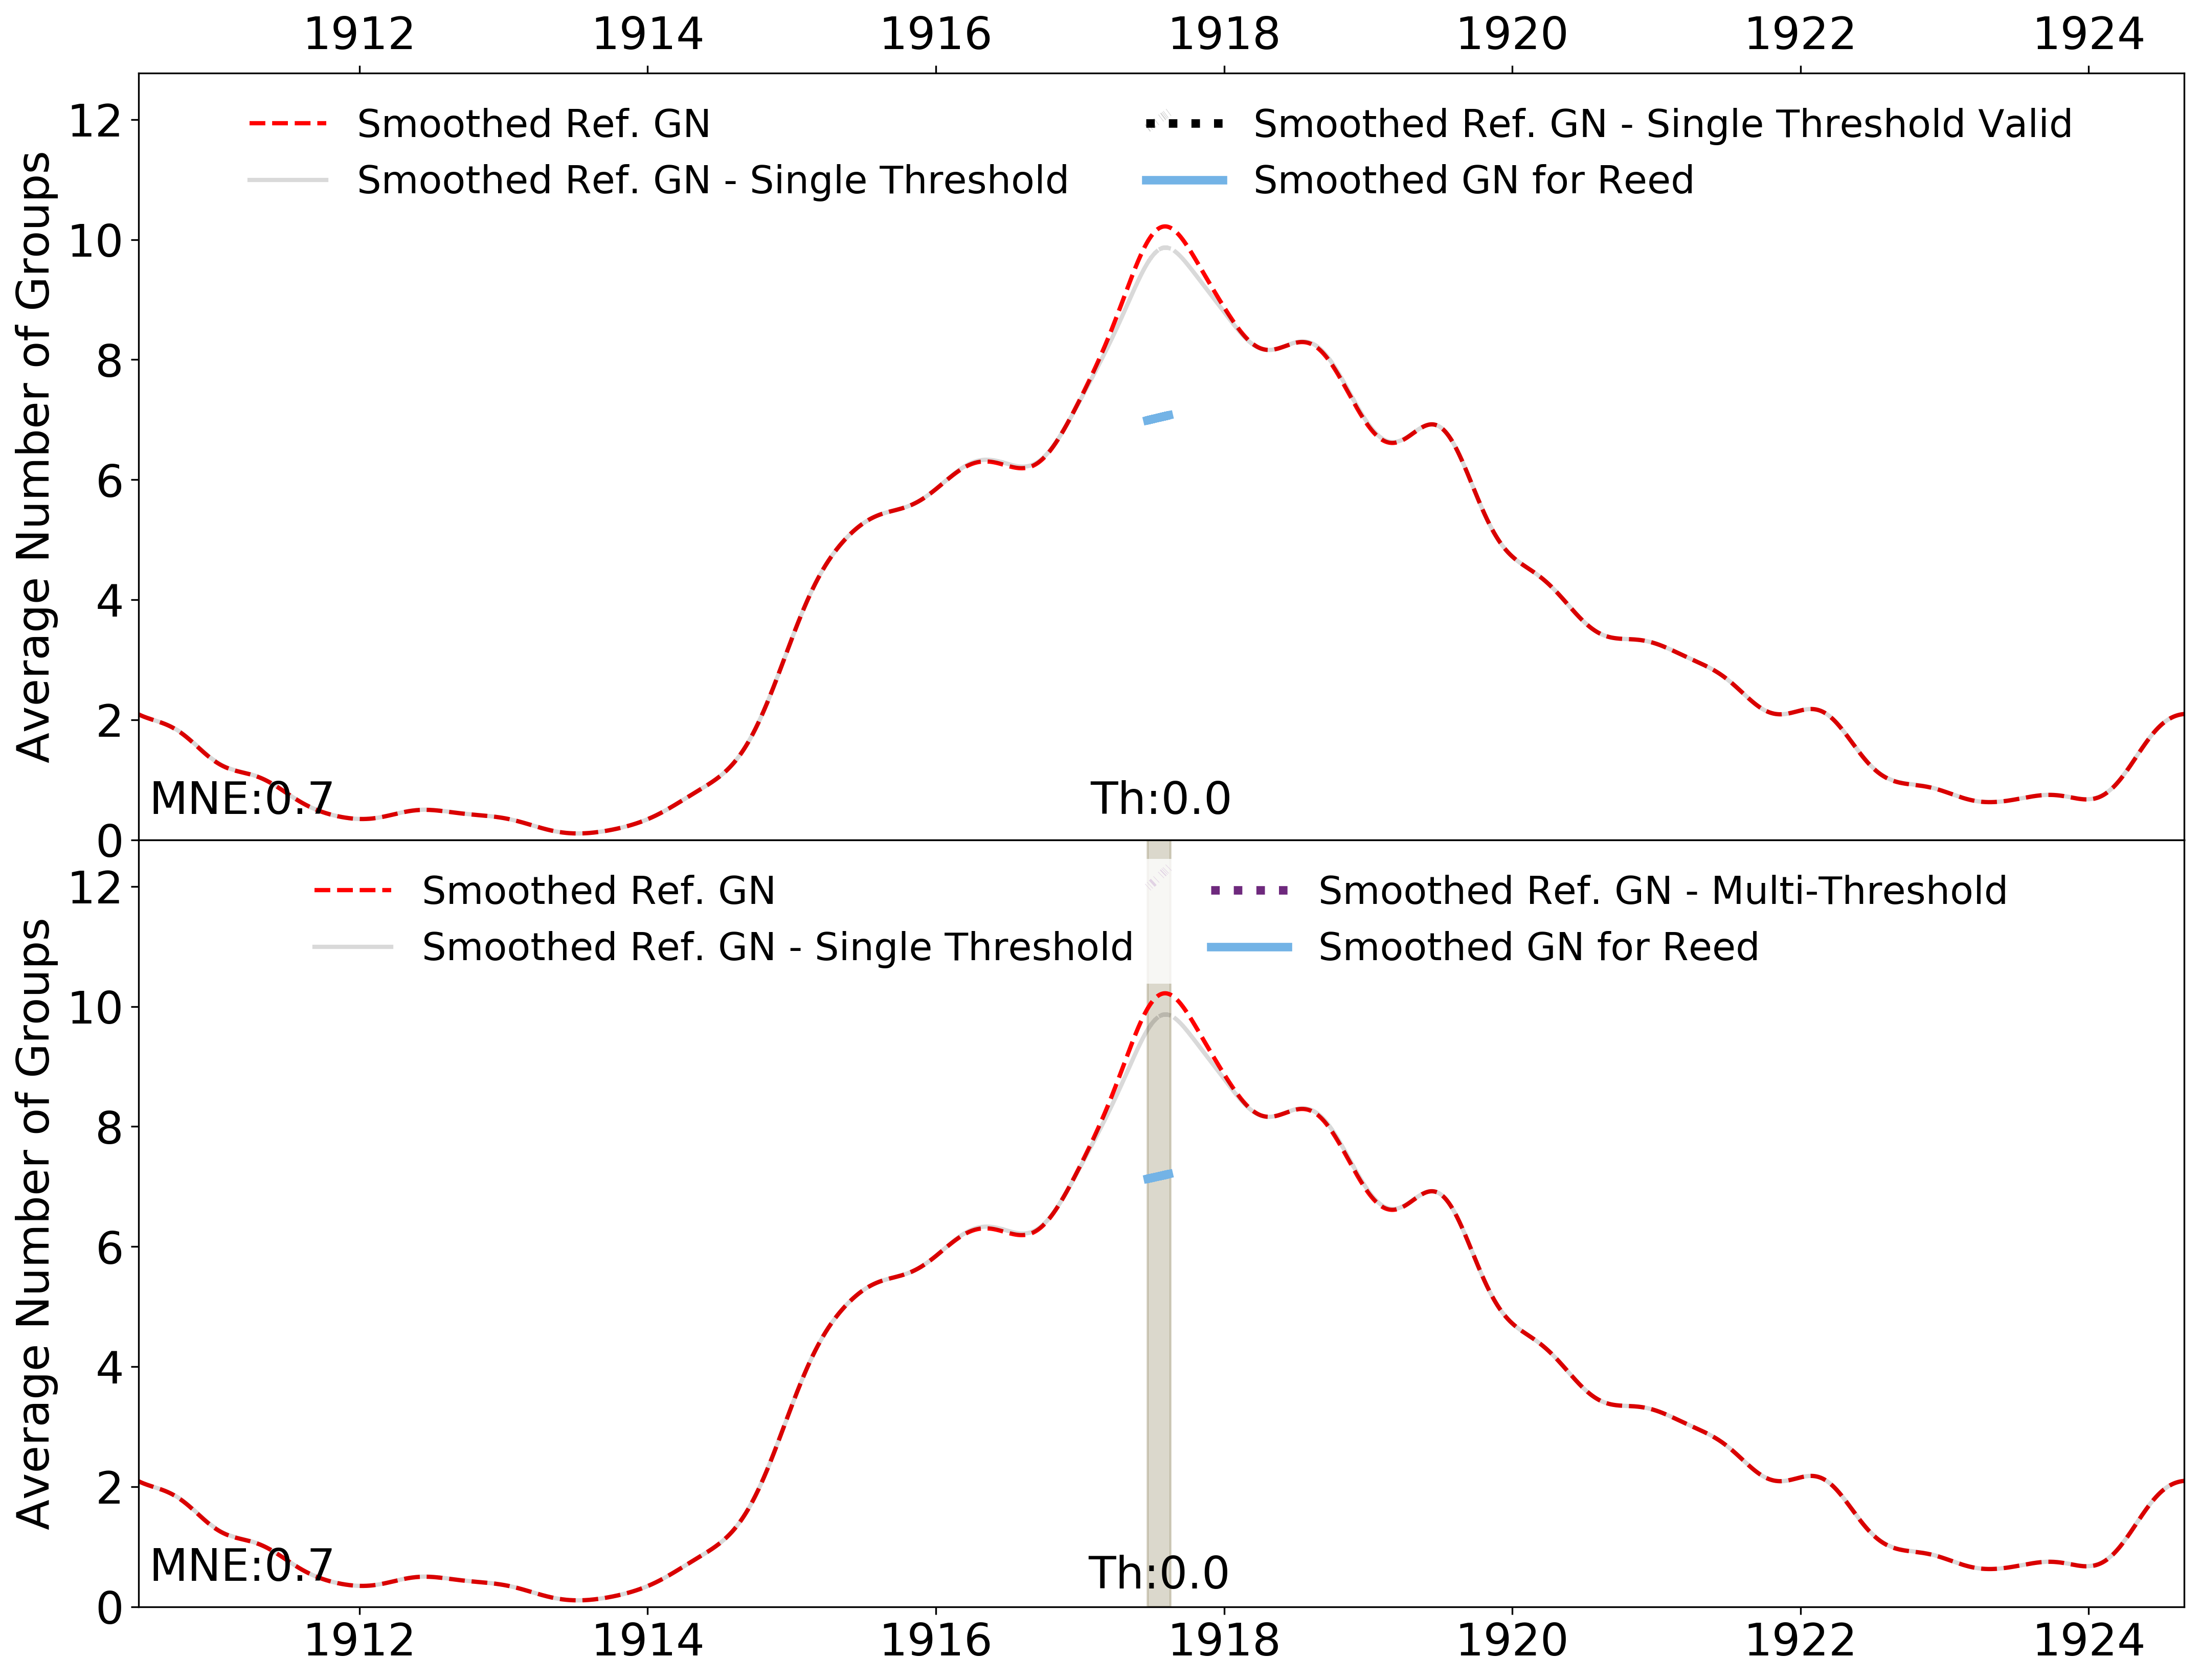 1912 1914 1916 1918 1920 1922 1924
12
10
8
6
4
2
0
Average Number of Groups
Smoothed Ref. GN
Smoothed Ref. GN - Single Threshold
Smoothed Ref. GN - Single Threshold Valid
Smoothed GN for Reed
MNE:0.7
Th:0.0
12
10
8
6
4
2
0
Average Number of Groups
Smoothed Ref. GN
Smoothed Ref. GN - Single Threshold
Smoothed Ref. GN - Multi-Threshold
Smoothed GN for Reed
MNE:0.7
Th:0.0
1912 1914 1916 1918 1920 1922 1924